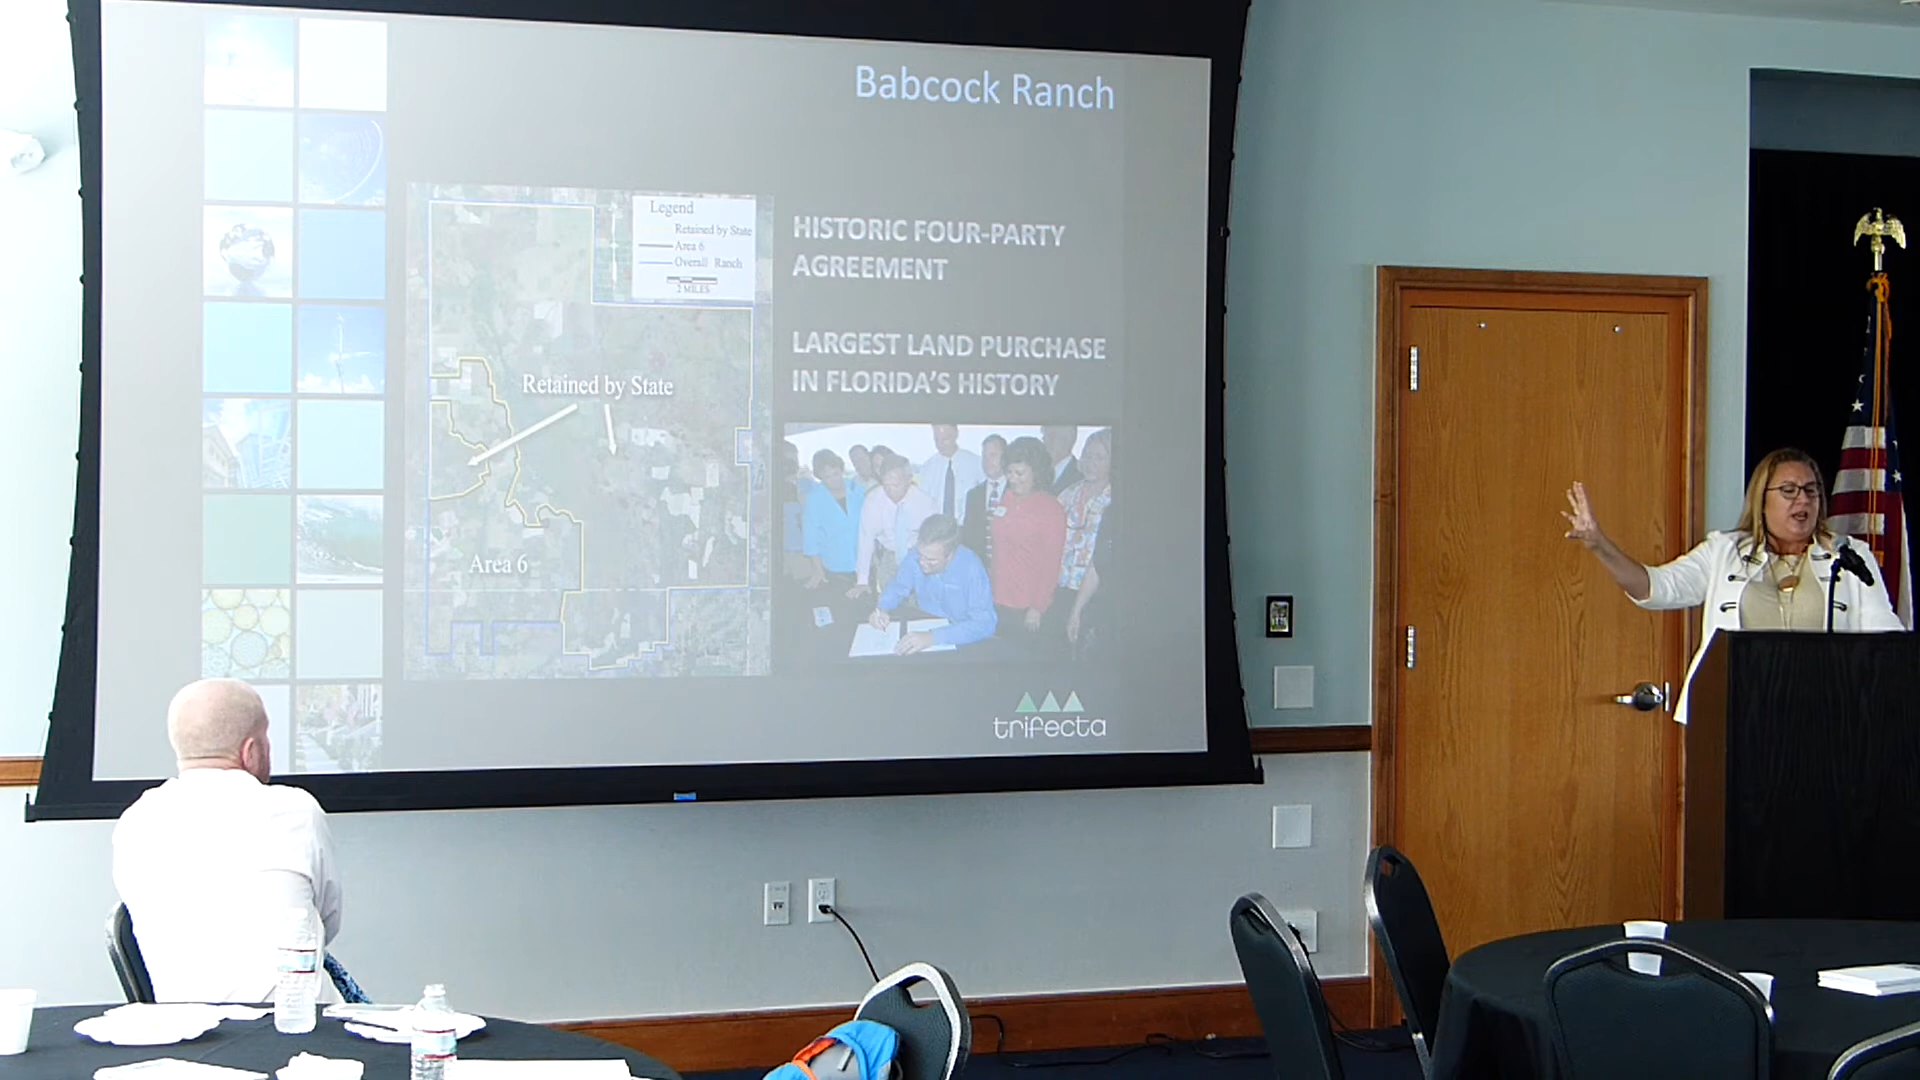 Babcock Ranch
Legend
Retained by State
Area 6
Overall Ranch
2 MILES
HISTORIC FOUR-PARTY
AGREEMENT
LARGEST LAND PURCHASE
IN FLORIDA'S HISTORY
Retained by State
Area 6
trifecta